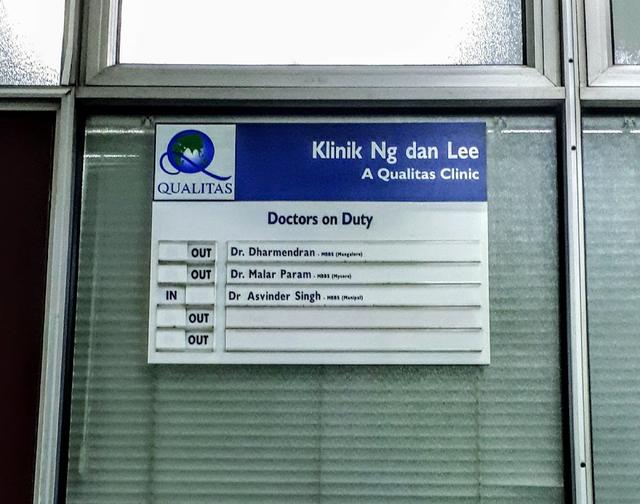 QUALITAS
Klinik Ng dan Lee
A Qualitas Clinic
Doctors on Duty
OUT Dr. Dharmendran - MBBS (Mangalore)
OUT Dr. Malar Param - MBBS (Mysore)
IN Dr Asvinder Singh - MBBS (Manipal)
OUT
OUT